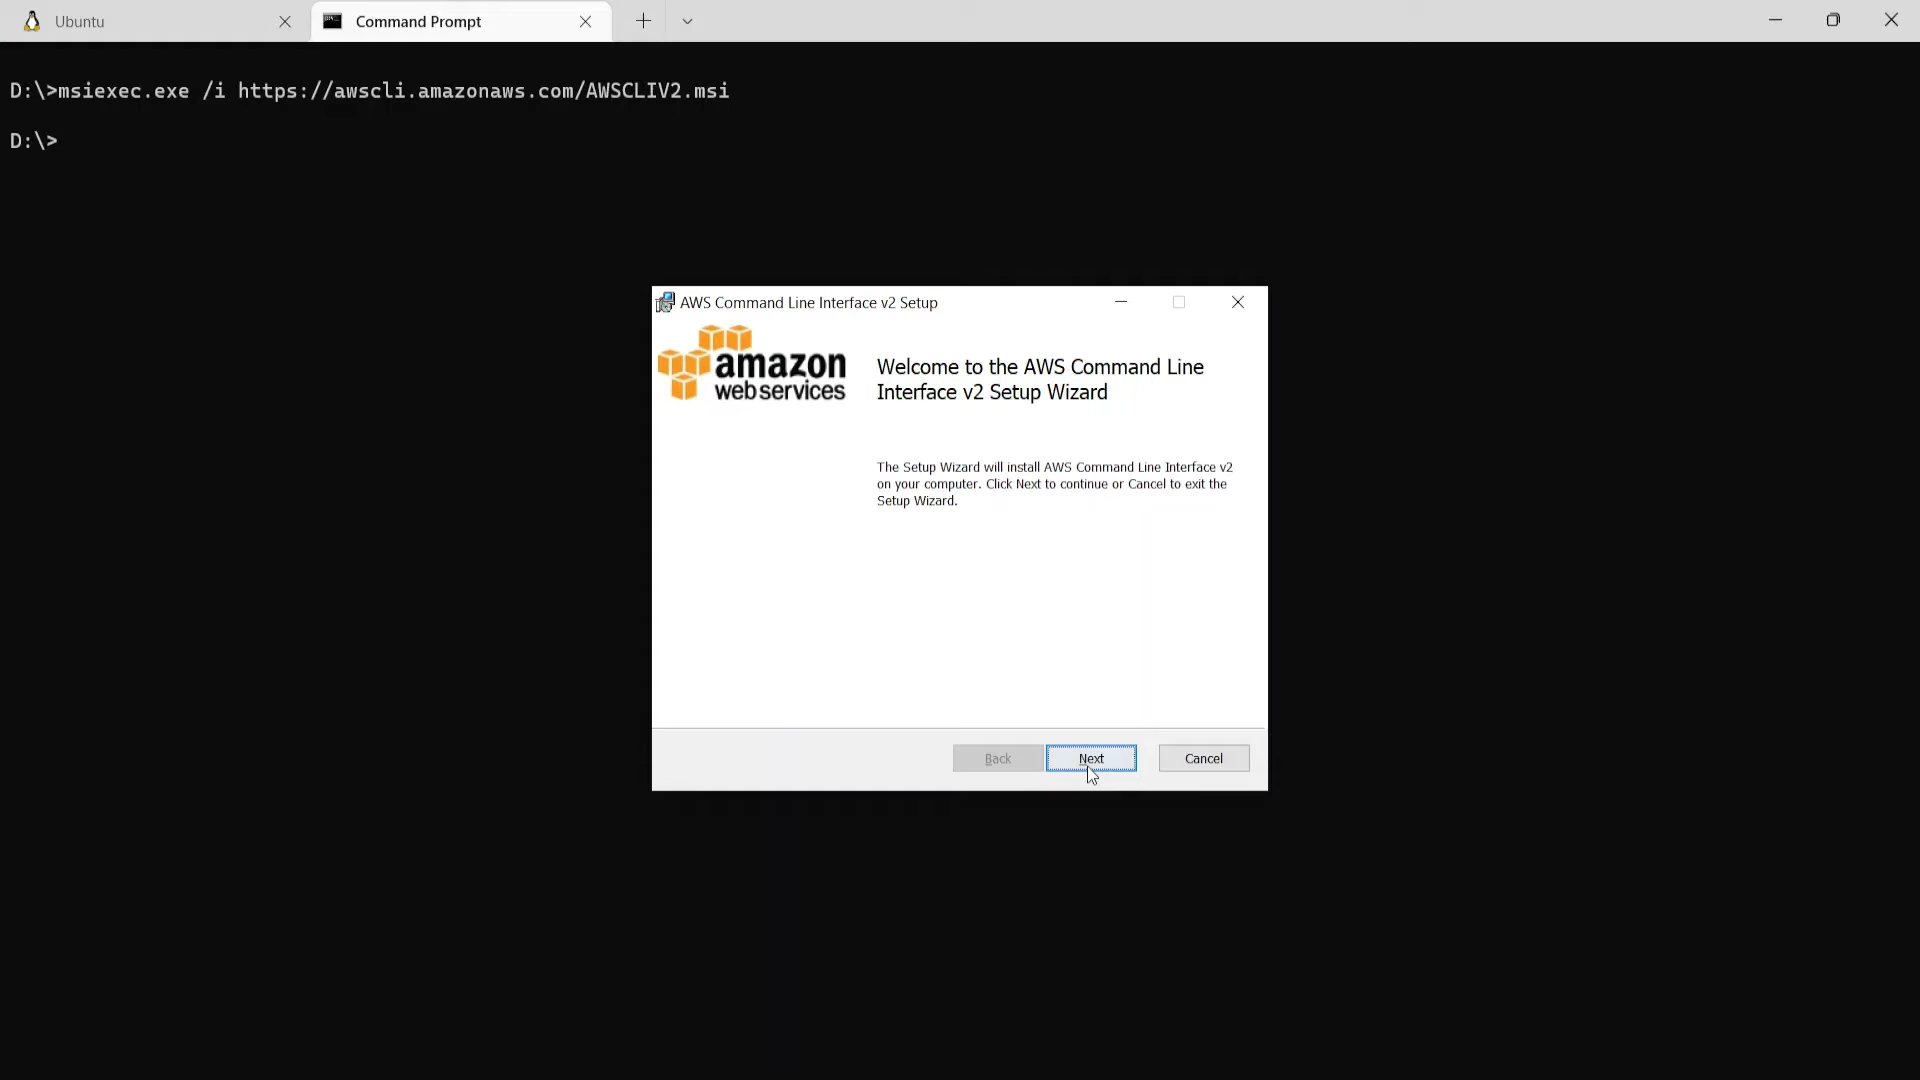 Ubuntu
Command Prompt
D:\>msiexec.exe /i https://awscli.amazonaws.com/AWSCLIV2.msi
D:\>
AWS Command Line Interface v2 Setup
amazon
webservices
Welcome to the AWS Command Line
Interface v2 Setup Wizard
The Setup Wizard will install AWS Command Line Interface v2
on your computer. Click Next to continue or Cancel to exit the
Setup Wizard.
Back
Next
Cancel